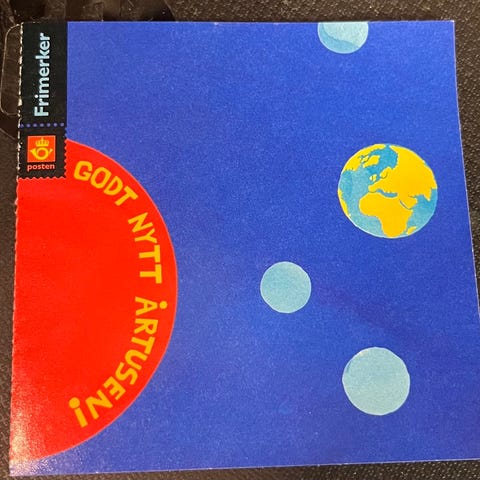 Frimerker
posten
GODT NYTT ÅRTUSEN!